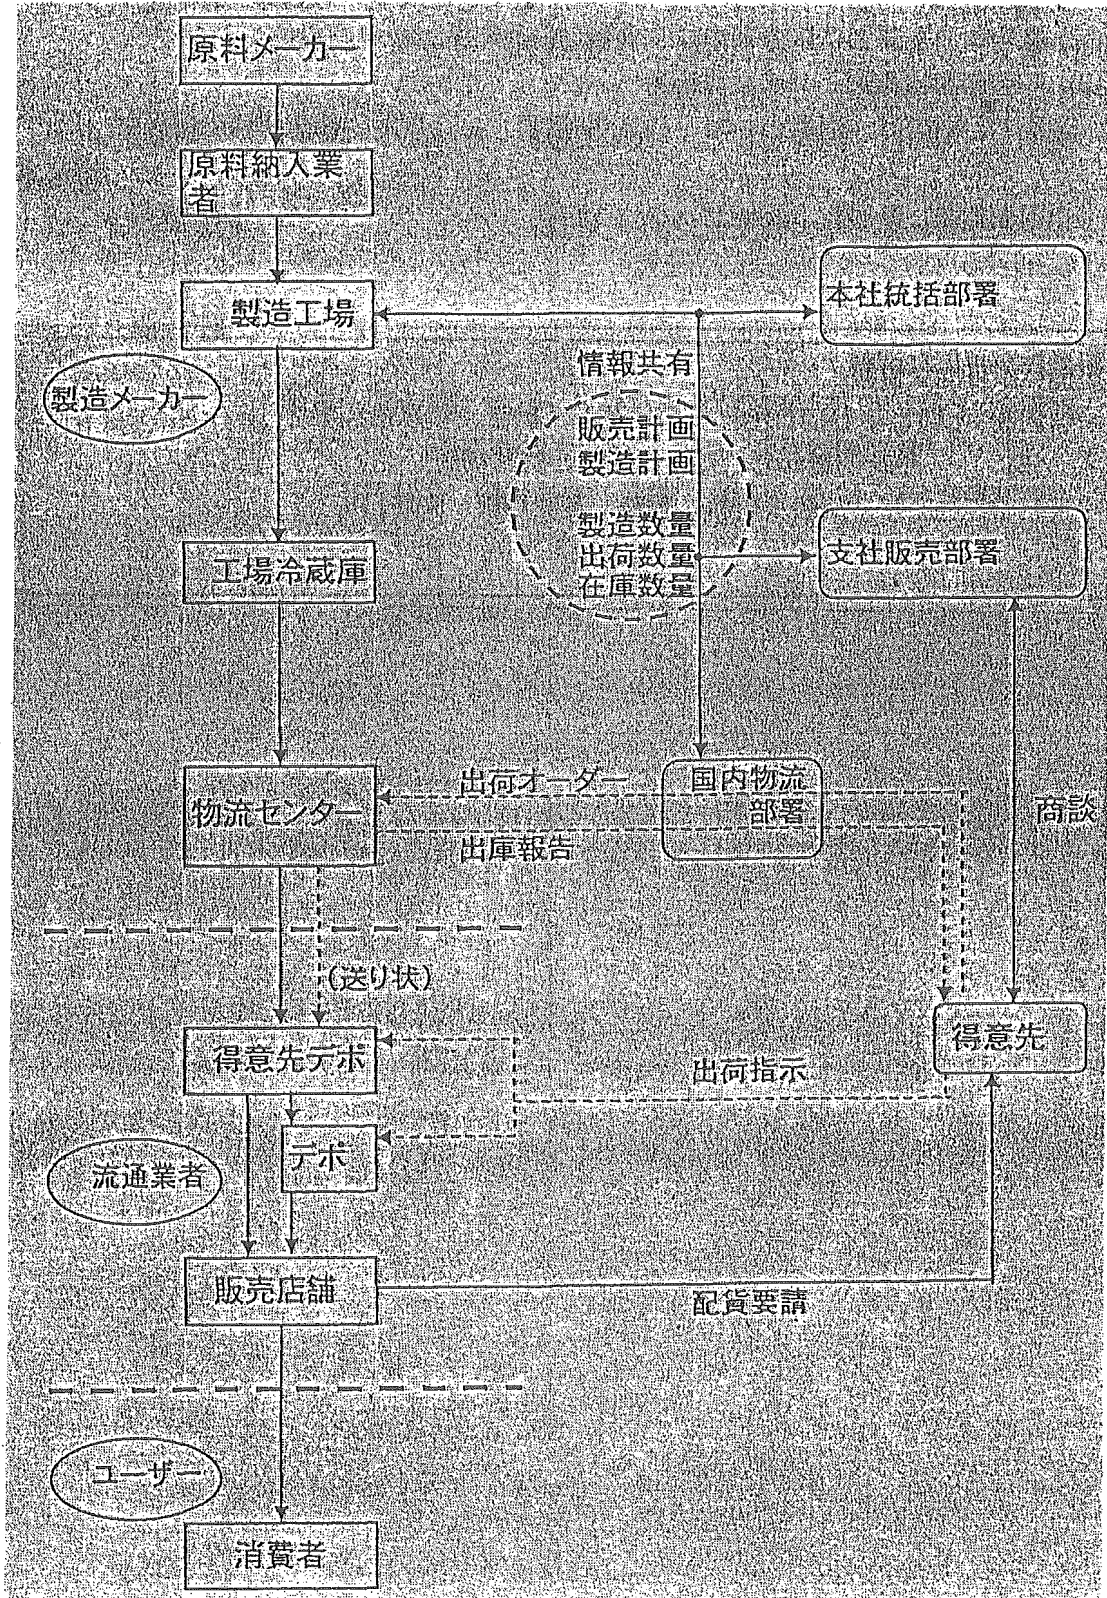 原料メーカー
原料納入業
者
製造工場
本社統括部署
情報共有
製造メーカー
販売計画
製造計画
製造数量
出荷数量
在庫数量
支社販売部署
工場冷蔵庫
出荷オーダー
国内物流
部署
物流センター
商談
出庫報告
(送り状)
得意先デポ
得意先
出荷指示
デポ
流通業者
販売店舗
配貨要請
ユーザー
消費者